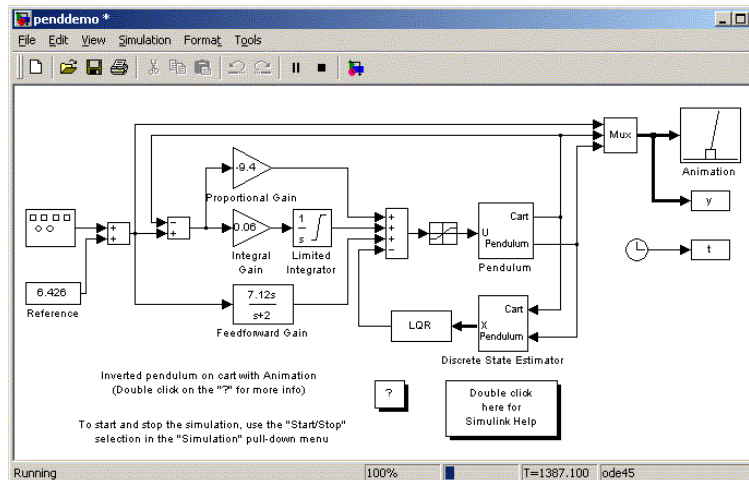 penddemo *
File Edit View Simulation Format Tools
Mux
Animation
y
t
-9.4
Proportional Gain
0.06
Integral
Gain
1
s
Limited
Integrator
+
+
-
+
+
+
+
-
Cart
U
Pendulum
Pendulum
6.426
Reference
7.12s
s+2
Feedforward Gain
LQR
Cart
X
Pendulum
Discrete State Estimator
Inverted pendulum on cart with Animation
(Double click on the "?" for more info)
?
Double click
here for
Simulink Help
To start and stop the simulation, use the "Start/Stop"
selection in the "Simulation" pull-down menu
Running 100% T=1387.100 ode45